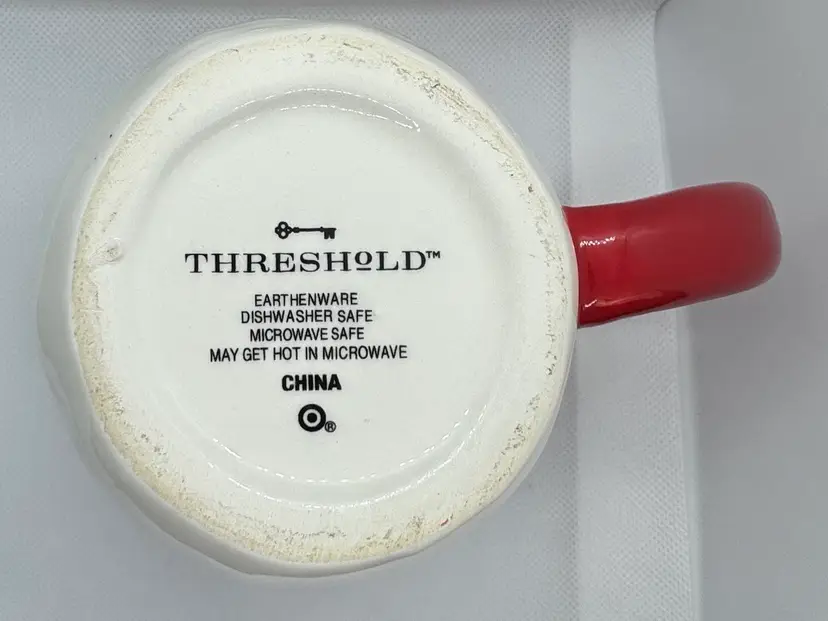 THRESHOLD™
EARTHENWARE
DISHWASHER SAFE
MICROWAVE SAFE
MAY GET HOT IN MICROWAVE
CHINA
®